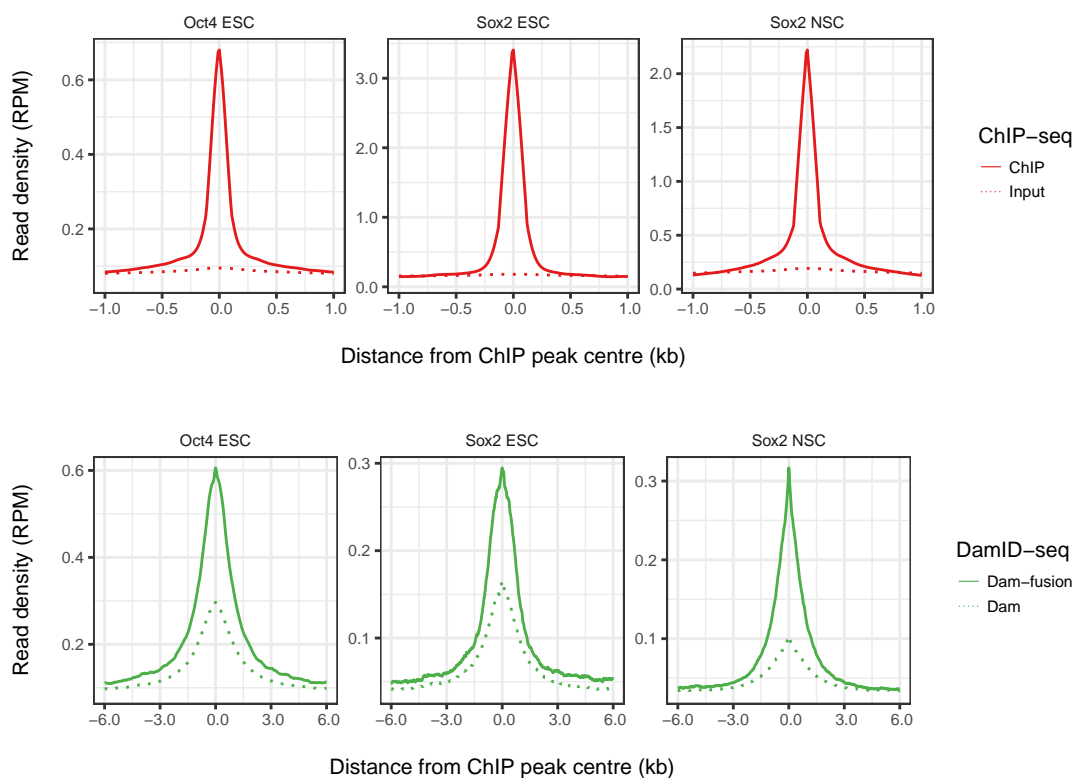 Oct4 ESC Sox2 ESC Sox2 NSC
Read density (RPM)
0.6 0.4 0.2
3.0 2.0 1.0 0.0
2.0 1.5 1.0 0.5 0.0
−1.0 −0.5 0.0 0.5 1.0 −1.0 −0.5 0.0 0.5 1.0 −1.0 −0.5 0.0 0.5 1.0
Distance from ChIP peak centre (kb)
ChIP−seq
ChIP
Input
Oct4 ESC Sox2 ESC Sox2 NSC
Read density (RPM)
0.6 0.4 0.2
0.3 0.2 0.1
0.3 0.2 0.1
−6.0 −3.0 0.0 3.0 6.0 −6.0 −3.0 0.0 3.0 6.0 −6.0 −3.0 0.0 3.0 6.0
Distance from ChIP peak centre (kb)
DamID−seq
Dam−fusion
Dam